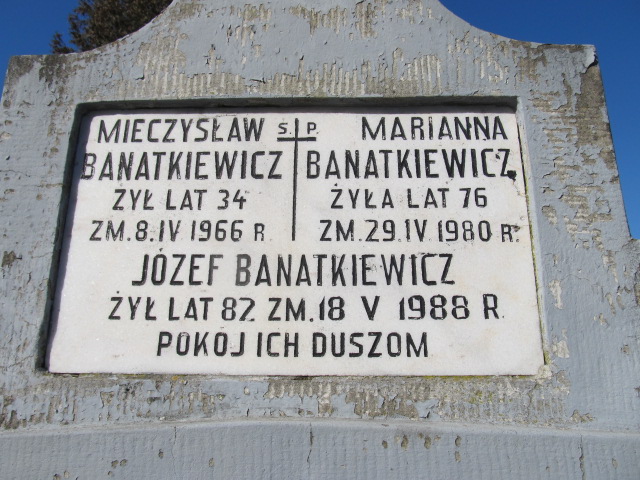 MIECZYSŁAW Ś.P. MARIANNA
BANATKIEWICZ BANATKIEWICZ
ŻYŁ LAT 34 ŻYŁA LAT 76
ZM.8.IV 1966 R ZM.29.IV.1980 R.
JÓZEF BANATKIEWICZ
ŻYŁ LAT 82 ZM.18 V 1988 R.
POKÓJ ICH DUSZOM